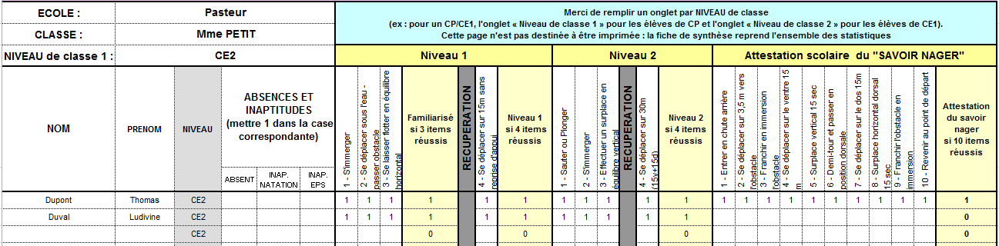 ECOLE :
Pasteur
Merci de remplir un onglet par NIVEAU de classe
(ex : pour un CP/CE1, l'onglet « Niveau de classe 1 » pour les élèves de CP et l'onglet « Niveau de classe 2 » pour les élèves de CE1).
Cette page n'est pas destinée à être imprimée : la fiche de synthèse reprend l'ensemble des statistiques
CLASSE :
Mme PETIT
NIVEAU de classe 1 :
CE2
Niveau 1
Niveau 2
Attestation scolaire du "SAVOIR NAGER"
NOM
PRENOM
NIVEAU
ABSENCES ET
INAPTITUDES
(mettre 1 dans la case
correspondante)
ABSENT
INAP.
NATATION
INAP.
EPS
1 - S'immerger
2 - Se déplacer sous l'eau -
passer obstacle
3 - Se laisser flotter en équilibre
horizontal
Familiarisé
si 3 items
réussis
RECUPERATION
4 - Se déplacer sur 15m sans
reprise d'appui
Niveau 1
si 4 items
réussis
1 - Sauter ou Plonger
2 - S'immerger
3 - Effectuer un surplace en
équilibre vertical
RECUPERATION
4 - Se déplacer sur 30m
(15v+15d)
Niveau 2
si 4 items
réussis
1 - Entrer en chute arrière
2 - Se déplacer sur 3,5 m vers
l'obstacle
3 - Franchir en immersion
l'obstacle
4 - Se déplacer sur le ventre 15
m
5 - Surplace vertical 15 sec
6 - Demi-tour et passer en
position dorsale
7 - Se déplacer sur le dos 15m
8 - Surplace horizontal dorsal
15 sec
9 - Franchir l'obstacle en
immersion
10 - Revenir au point de départ
Attestation
du savoir
nager
si 10 items
réussis
Dupont Thomas CE2 1 1 1 1 1 1 1 1 1 1 1 1 1 1 1 1 1 1 1 1 1 1
Duval Ludivine CE2 1 1 1 1 1 1 1 1 1 1 1 0
CE2 0 0 0 0